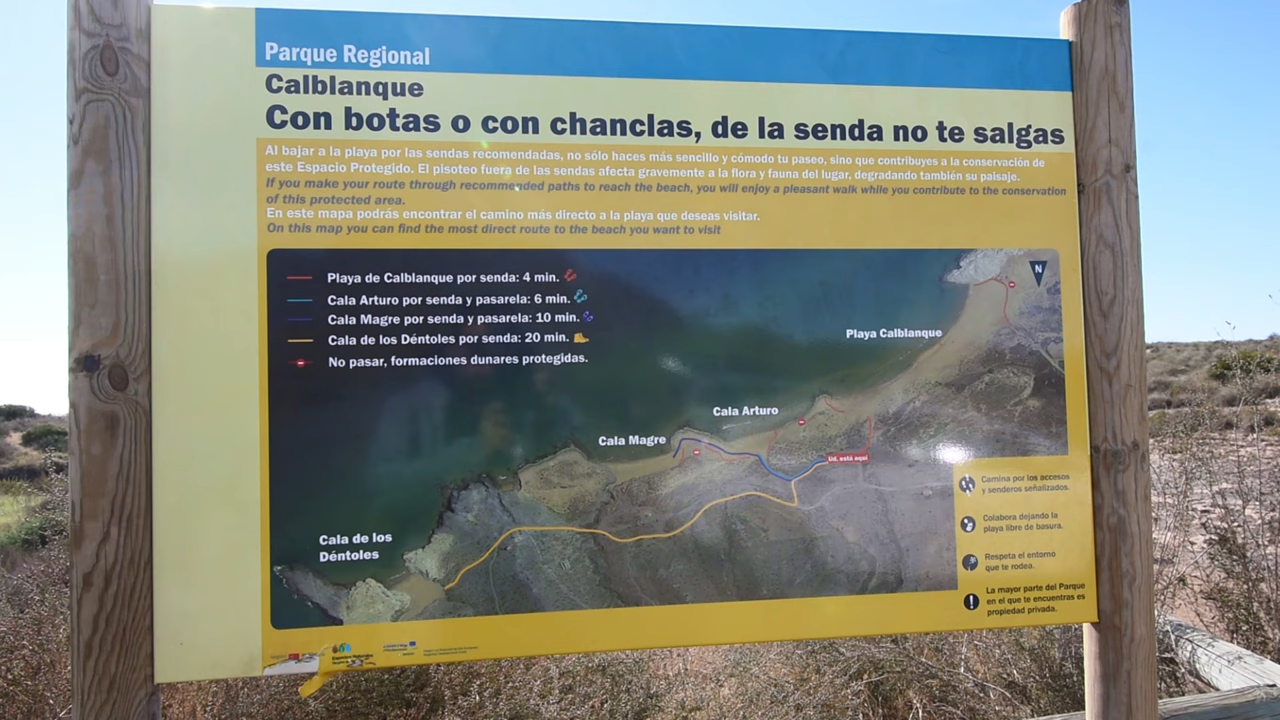 Parque Regional
Calblanque
Con botas o con chanclas, de la senda no te salgas
Al bajar a la playa por las sendas recomendadas, no sólo haces más sencillo y cómodo tu paseo, sino que contribuyes a la conservación de
este Espacio Protegido. El pisoteo fuera de las sendas afecta gravemente a la flora y fauna del lugar, degradando también su paisaje.
If you make your route through recommended paths to reach the beach, you will enjoy a pleasant walk while you contribute to the conservation
of this protected area.
En este mapa podrás encontrar el camino más directo a la playa que deseas visitar.
On this map you can find the most direct route to the beach you want to visit
Playa de Calblanque por senda: 4 min.
Cala Arturo por senda y pasarela: 6 min.
Cala Magre por senda y pasarela: 10 min.
Cala de los Déntoles por senda: 20 min.
No pasar, formaciones dunares protegidas.
N
Playa Calblanque
Cala Arturo
Cala Magre
Ud. está aquí
Cala de los
Déntoles
Camina por los accesos
y senderos señalizados.
Colabora dejando la
playa libre de basura.
Respeta el entorno
que te rodea.
La mayor parte del Parque
en el que te encuentras es
propiedad privada.